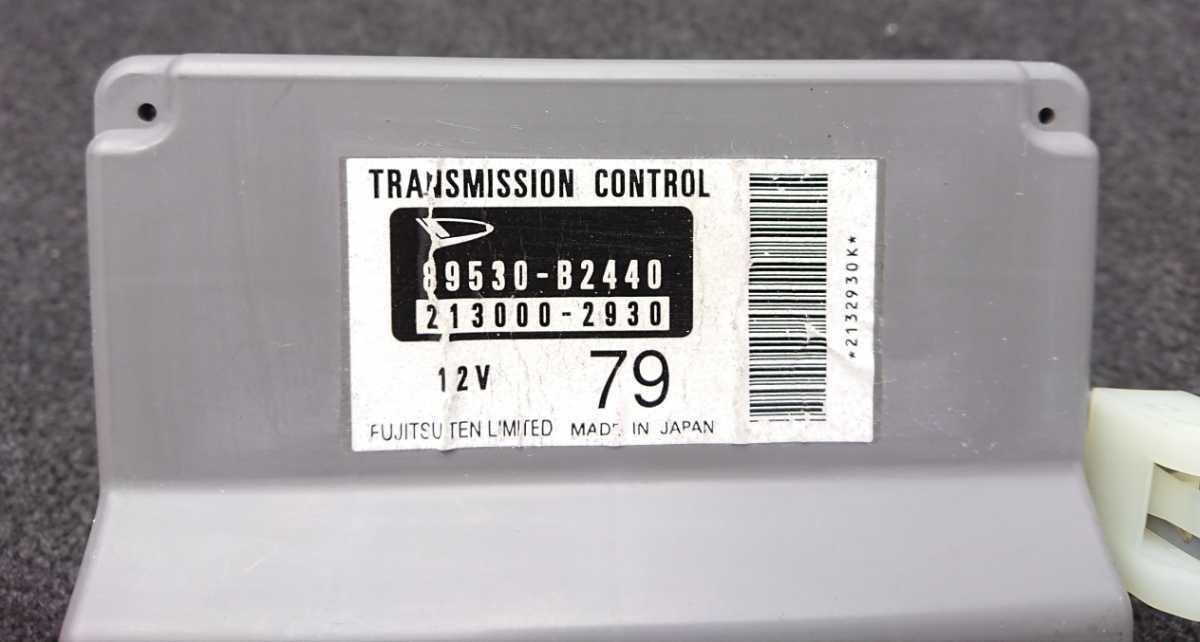 TRANSMISSION CONTROL
89530-B2440
213000-2930
12V
79
FUJITSU TEN LIMITED MADE IN JAPAN
*2132930K*